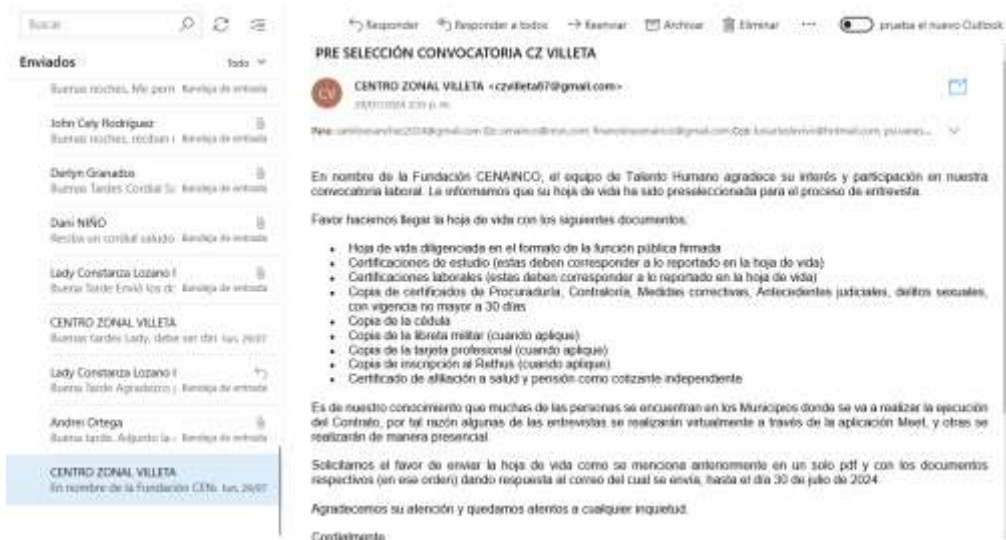 Buscar
Responder Responder a todos Reenviar Archivar Eliminar ... prueba el nuevo Outlook
Enviados Todo
Buenas noches, Me perm Bandeja de entrada
John Cely Rodríguez
Buenas noches, reciban Bandeja de entrada
Derlyn Granados
Buenas Tardes Cordial Sa Bandeja de entrada
Dani NIÑO
Reciba un cordial saludo Bandeja de entrada
Lady Constanza Lozano
Buena Tarde Envió los dc Bandeja de entrada
CENTRO ZONAL VILLETA
Buenas tardes Lady, debe ser lun. 29/07
Lady Constanza Lozano
Buena Tarde Agradezco Bandeja de entrada
Andrei Ortega
Buena tarde, Adjunto la Bandeja de entrada
CENTRO ZONAL VILLETA
En nombre de la Fundación CEN lun. 29/07
PRE SELECCIÓN CONVOCATORIA CZ VILLETA
CV
CENTRO ZONAL VILLETA <czvilleta67@gmail.com>
Para:
En nombre de la Fundación CENAINCO, el equipo de Talento Humano agradece su interés y participación en nuestra
convocatoria laboral. Le informamos que su hoja de vida ha sido preseleccionada para el proceso de entrevista.
Favor hacernos llegar la hoja de vida con los siguientes documentos:
• Hoja de vida diligenciada en el formato de la función pública firmada
• Certificaciones de estudio (estas deben corresponder a lo reportado en la hoja de vida)
• Certificaciones laborales (estas deben corresponder a lo reportado en la hoja de vida)
• Copia de certificados de Procuraduría, Contraloría, Medidas correctivas, Antecedentes judiciales, delitos sexuales,
con vigencia no mayor a 30 días
• Copia de la cédula
• Copia de la libreta militar (cuando aplique)
• Copia de la tarjeta profesional (cuando aplique)
• Copia de inscripción al Rethus (cuando aplique)
• Certificado de afiliación a salud y pensión como cotizante independiente
Es de nuestro conocimiento que muchas de las personas se encuentran en los Municipios donde se va a realizar la ejecución
del Contrato, por tal razón algunas de las entrevistas se realizarán virtualmente a través de la aplicación Meet, y otras se
realizarán de manera presencial.
Solicitamos el favor de enviar la hoja de vida como se menciona anteriormente en un solo pdf y con los documentos
respectivos (en ese orden) dando respuesta al correo del cual se envía, hasta el día 30 de julio de 2024.
Agradecemos su atención y quedamos atentos a cualquier inquietud.
Cordialmente